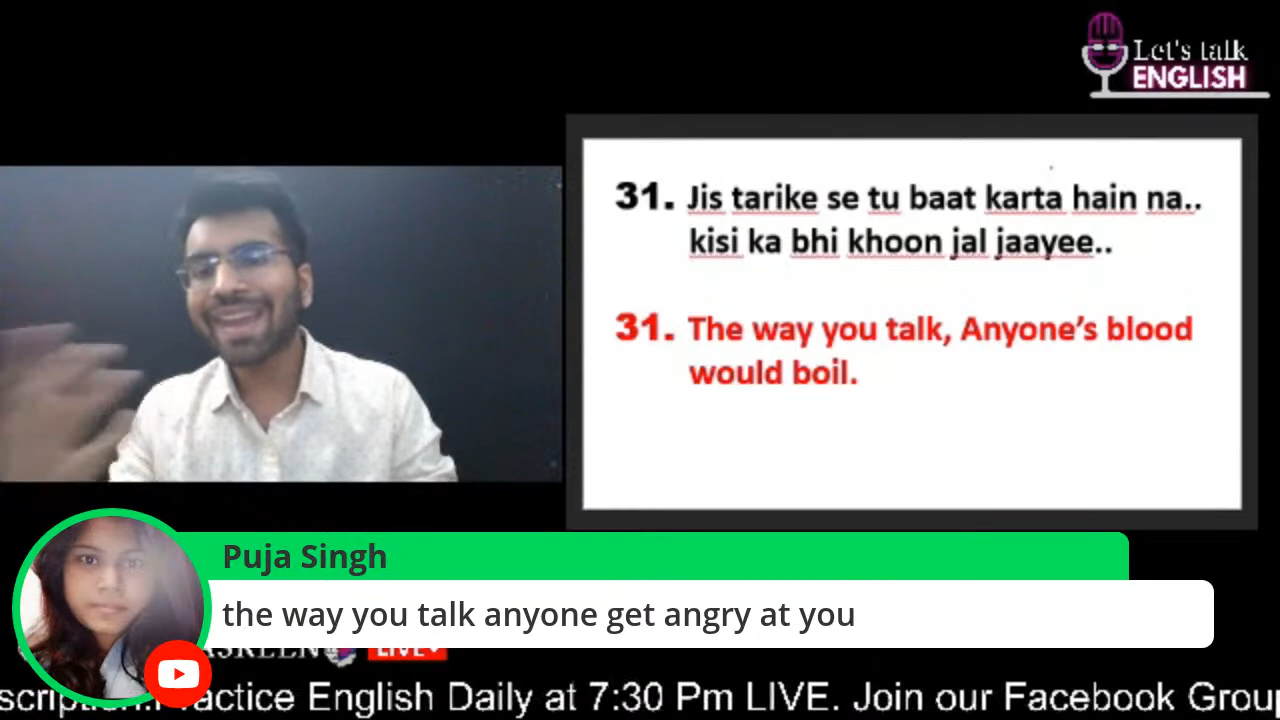 Let's talk
ENGLISH
31. Jis tarike se tu baat karta hain na..
kisi ka bhi khoon jal jaayee..
31. The way you talk, Anyone’s blood
would boil.
Puja Singh
the way you talk anyone get angry at you
LIVE
English Daily at 7:30 Pm LIVE. Join our Facebook